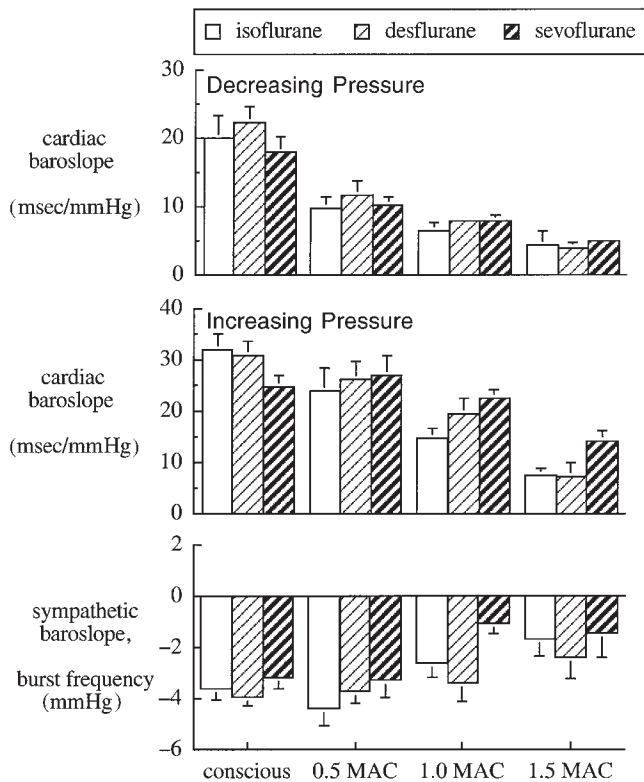 isoflurane desflurane sevoflurane
Decreasing Pressure
cardiac
baroslope
(msec/mmHg)
30
20
10
0
Increasing Pressure
cardiac
baroslope
(msec/mmHg)
40
30
20
10
0
sympathetic
baroslope,
burst frequency
(mmHg)
2
0
−2
−4
−6
conscious 0.5 MAC 1.0 MAC 1.5 MAC